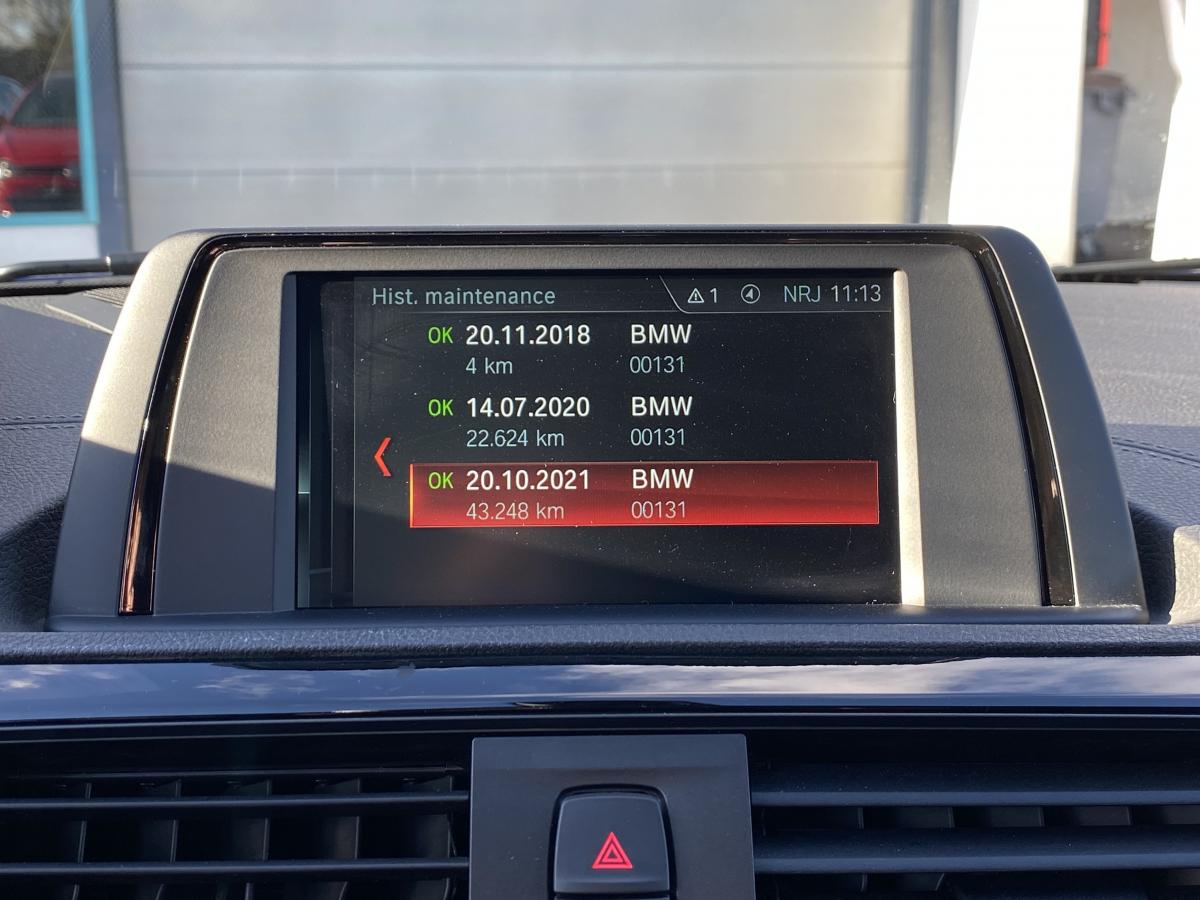 Hist. maintenance 1 NRJ 11:13
OK 20.11.2018 BMW
4 km 00131
OK 14.07.2020 BMW
22.624 km 00131
OK 20.10.2021 BMW
43.248 km 00131